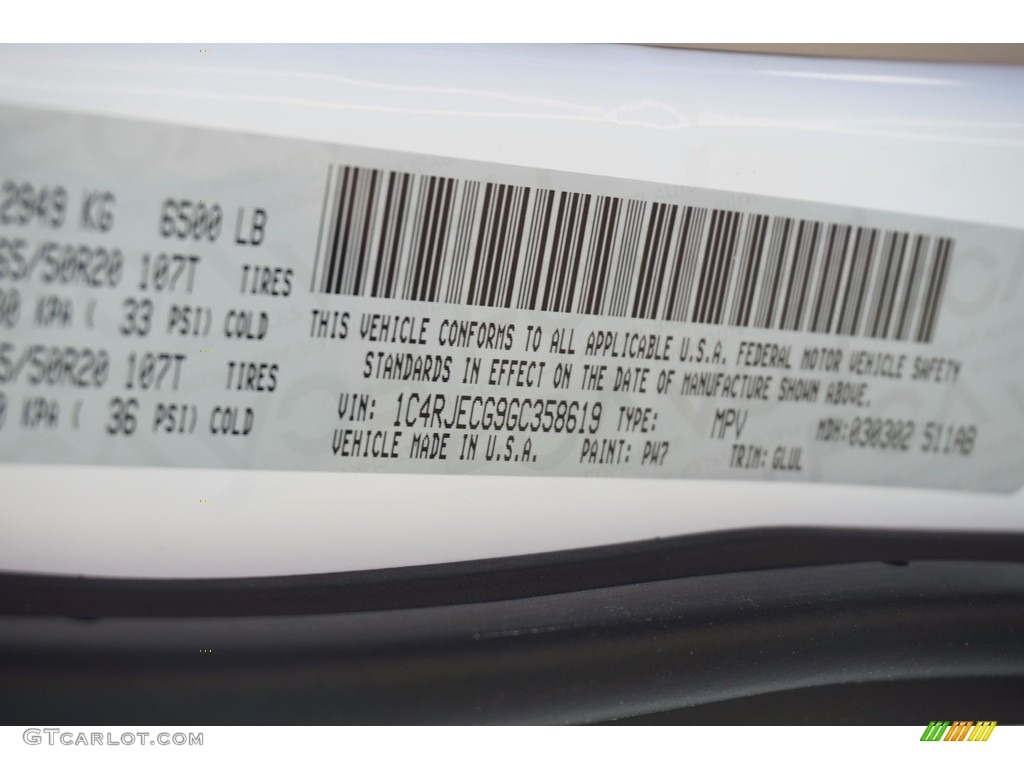 2949 KG 6500 LB
65/50R20 107T TIRES
KPA ( 33 PSI) COLD
5/50R20 107T TIRES
KPA ( 36 PSI) COLD
THIS VEHICLE CONFORMS TO ALL APPLICABLE U.S.A. FEDERAL MOTOR VEHICLE SAFETY
STANDARDS IN EFFECT ON THE DATE OF MANUFACTURE SHOWN ABOVE.
VIN: 1C4RJECG9GC358619 TYPE: MPV MDH:030302 511AB
VEHICLE MADE IN U.S.A. PAINT: PW7 TRIM: GLUL
GTCARLOT.COM